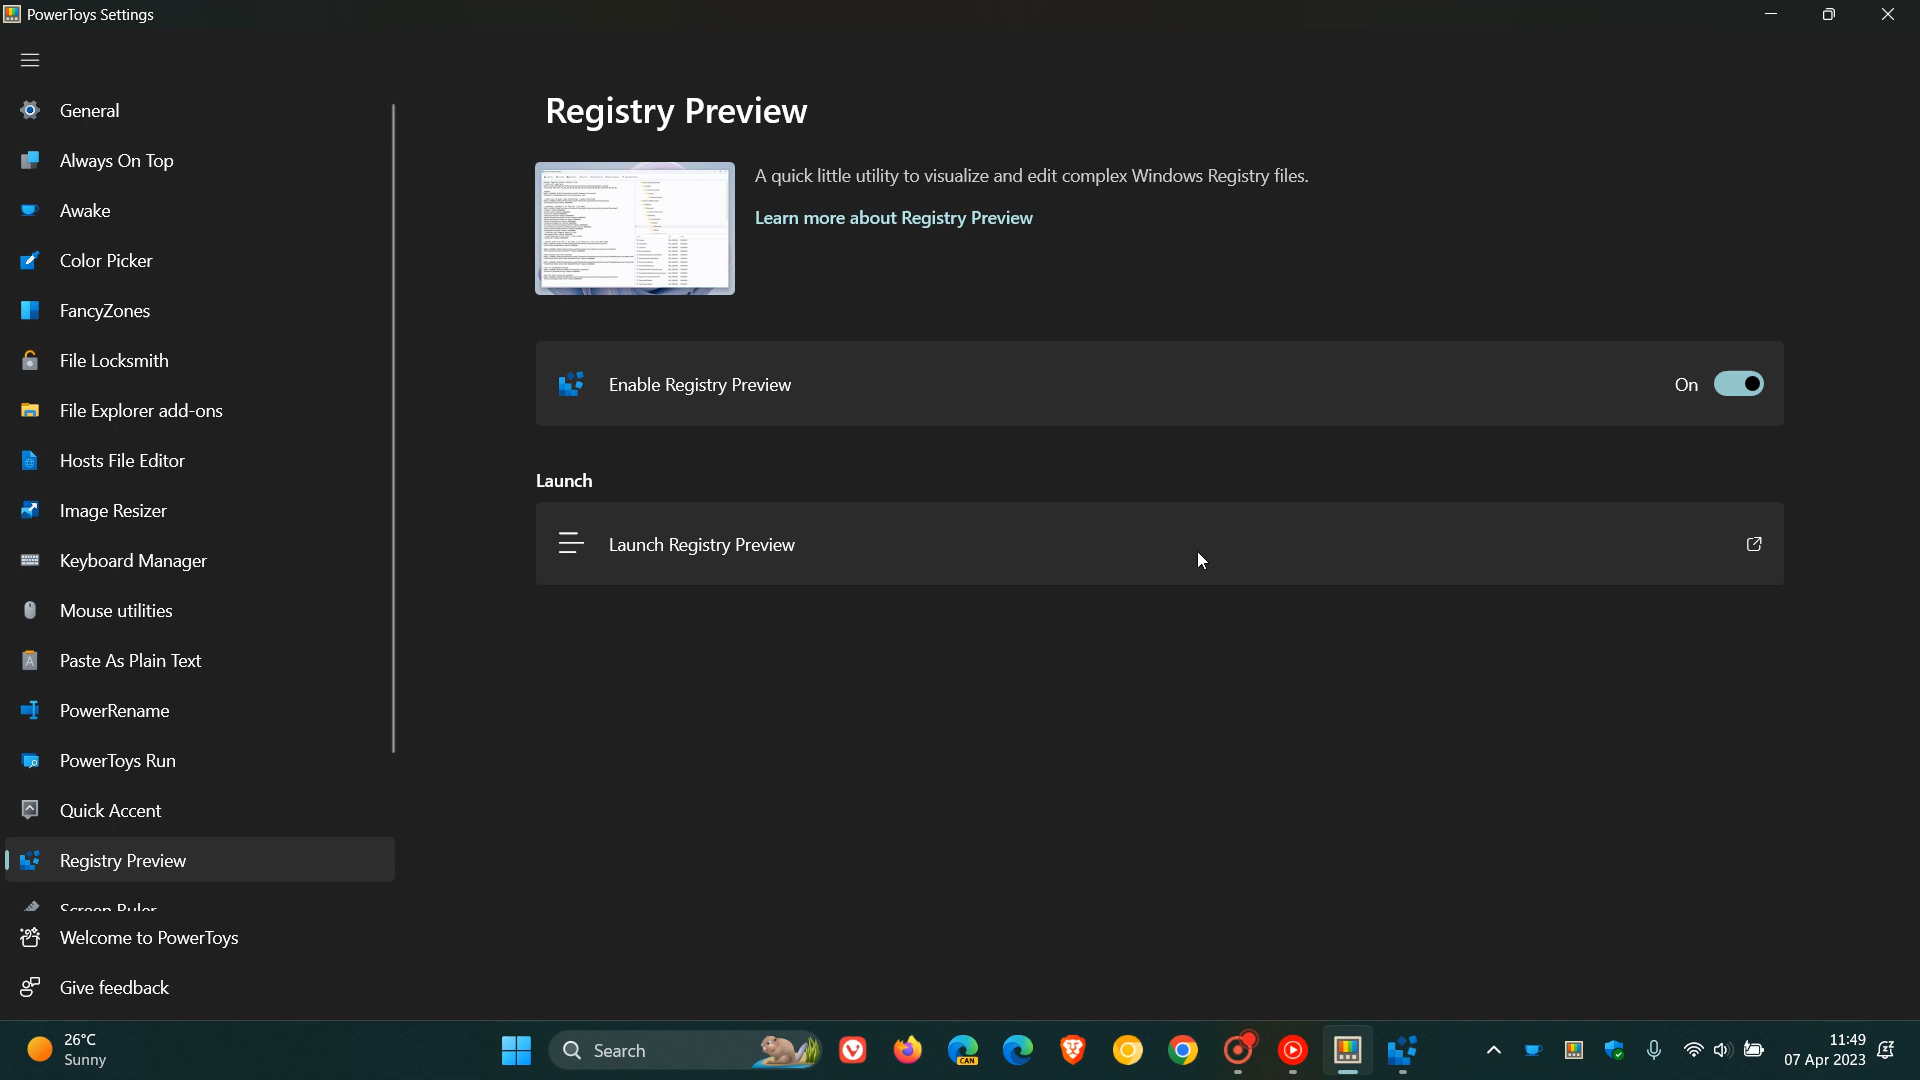 PowerToys Settings
General
Always On Top
Awake
Color Picker
FancyZones
File Locksmith
File Explorer add-ons
Hosts File Editor
Image Resizer
Keyboard Manager
Mouse utilities
Paste As Plain Text
PowerRename
PowerToys Run
Quick Accent
Registry Preview
Screen Ruler
Welcome to PowerToys
Give feedback
Registry Preview
A quick little utility to visualize and edit complex Windows Registry files.
Learn more about Registry Preview
Enable Registry Preview
On
Launch
Launch Registry Preview
26°C
Sunny
Search
CAN
11:49
07 Apr 2023